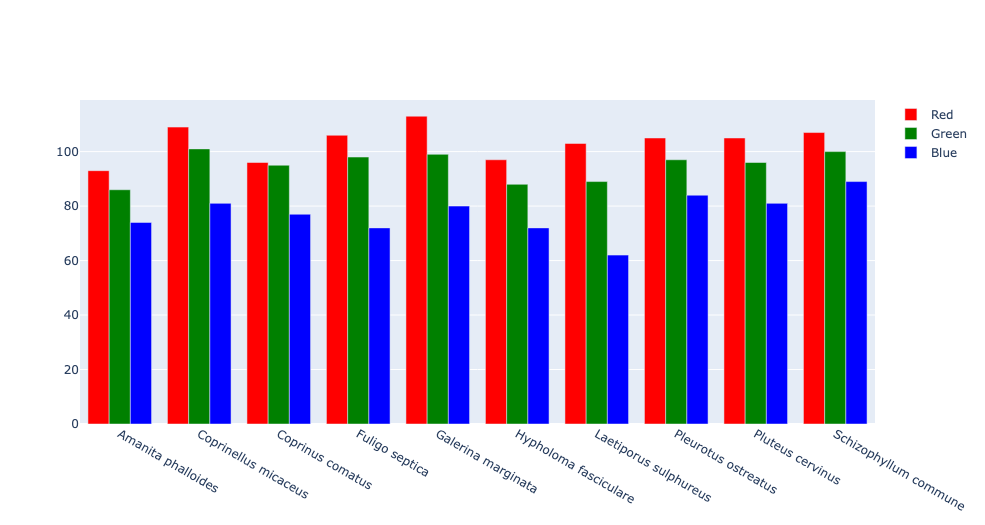 100
80
60
40
20
0
Amanita phalloides
Coprinellus micaceus
Coprinus comatus
Fuligo septica
Galerina marginata
Hypholoma fasciculare
Laetiporus sulphureus
Pleurotus ostreatus
Pluteus cervinus
Schizophyllum commune
Red
Green
Blue